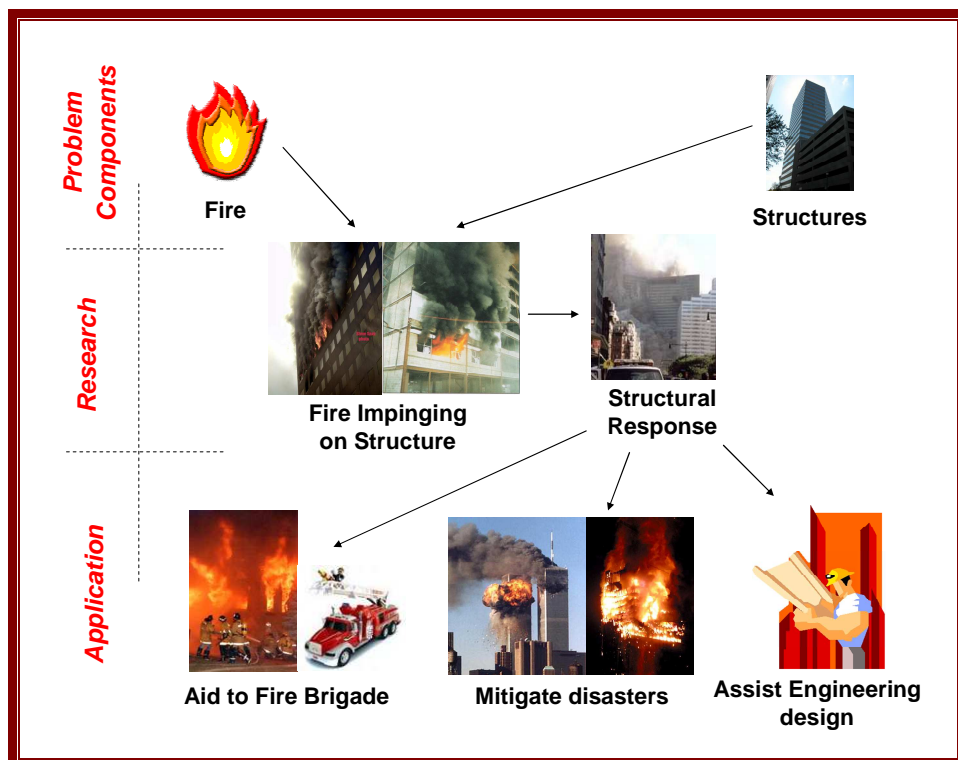 Problem
Components
Fire
Structures
Research
Fire Impinging
on Structure
Structural
Response
Application
Aid to Fire Brigade
Mitigate disasters
Assist Engineering
design